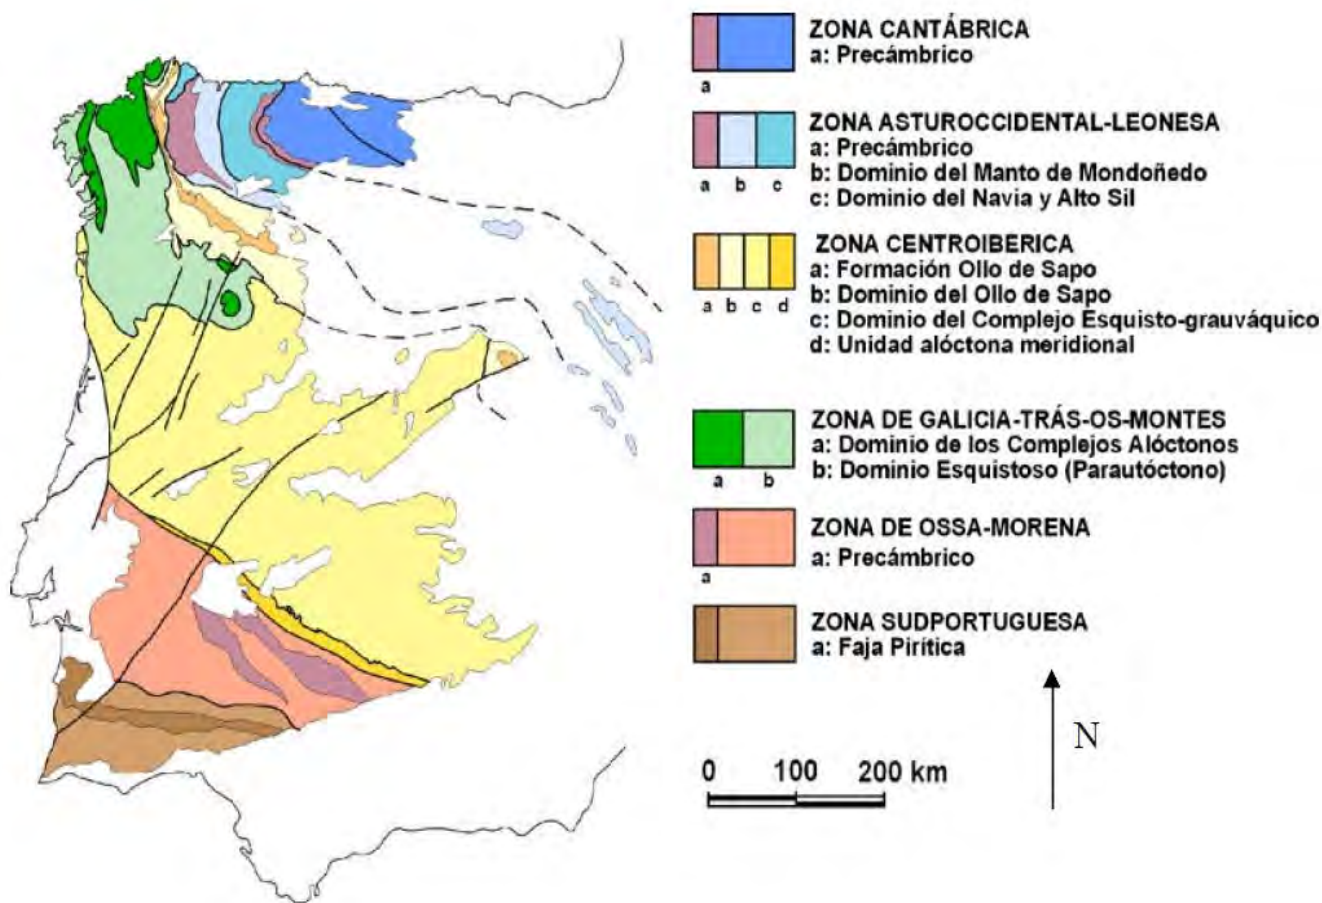 ZONA CANTÁBRICA
a: Precámbrico
a
ZONA ASTUROCCIDENTAL-LEONESA
a: Precámbrico
b: Dominio del Manto de Mondoñedo
c: Dominio del Navia y Alto Sil
a b c
ZONA CENTROIBÉRICA
a: Formación Ollo de Sapo
b: Dominio del Ollo de Sapo
c: Dominio del Complejo Esquisto-grauváquico
d: Unidad alóctona meridional
a b c d
ZONA DE GALICIA-TRÁS-OS-MONTES
a: Dominio de los Complejos Alóctonos
b: Dominio Esquistoso (Parautóctono)
a b
ZONA DE OSSA-MORENA
a: Precámbrico
a
ZONA SUDPORTUGUESA
a: Faja Pirítica
N
0 100 200 km